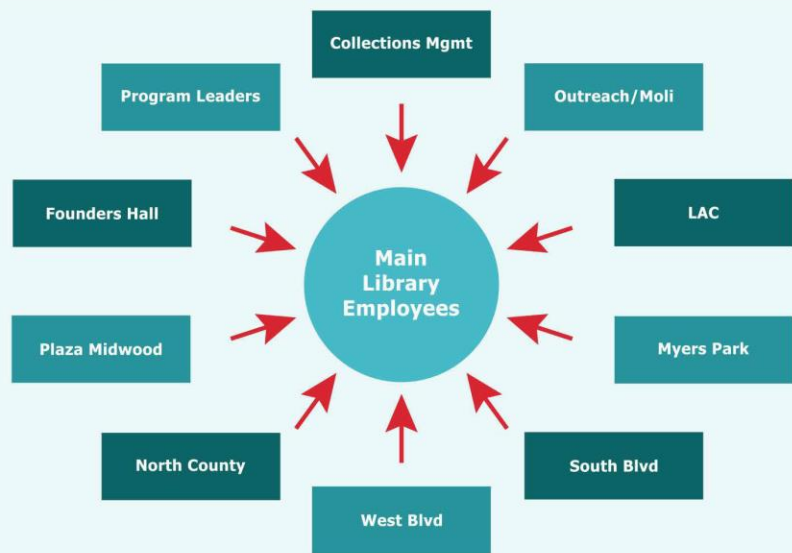 Collections Mgmt
Program Leaders
Outreach/Moli
Founders Hall
LAC
Main
Library
Employees
Plaza Midwood
Myers Park
North County
South Blvd
West Blvd